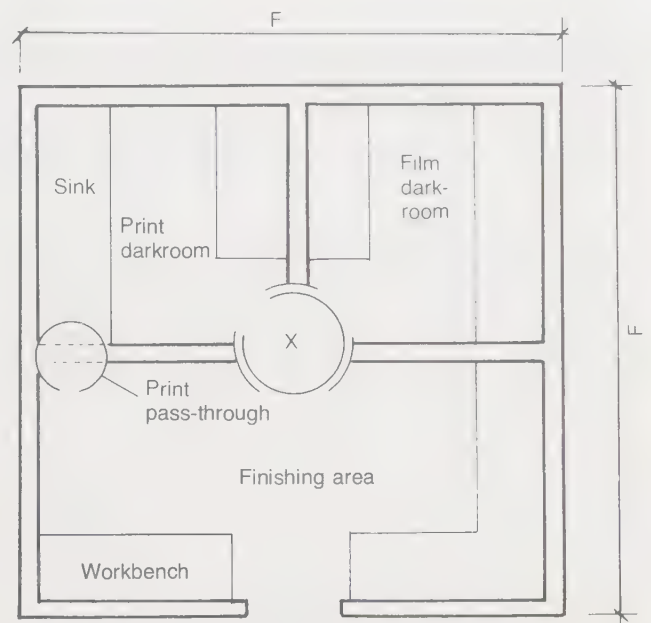 F
Sink
Film
dark-
room
Print
darkroom
F
X
Print
pass-through
Finishing area
Workbench